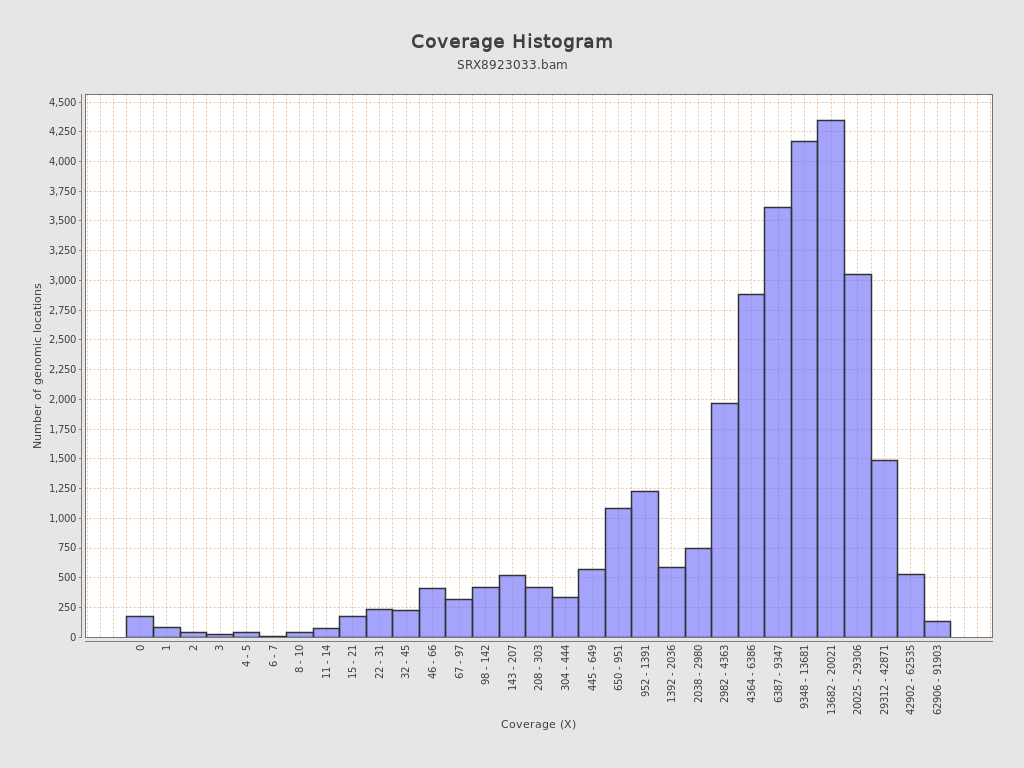 Coverage Histogram
SRX8923033.bam
4,500
4,250
4,000
3,750
3,500
3,250
3,000
2,750
2,500
2,250
2,000
1,750
1,500
1,250
1,000
750
500
250
0
Number of genomic locations
0
1
2
3
4 - 5
6 - 7
8 - 10
11 - 14
15 - 21
22 - 31
32 - 45
46 - 66
67 - 97
98 - 142
143 - 207
208 - 303
304 - 444
445 - 649
650 - 951
952 - 1391
1392 - 2036
2038 - 2980
2982 - 4363
4364 - 6386
6387 - 9347
9348 - 13681
13682 - 20021
20025 - 29306
29312 - 42871
42902 - 62535
62906 - 91903
Coverage (X)